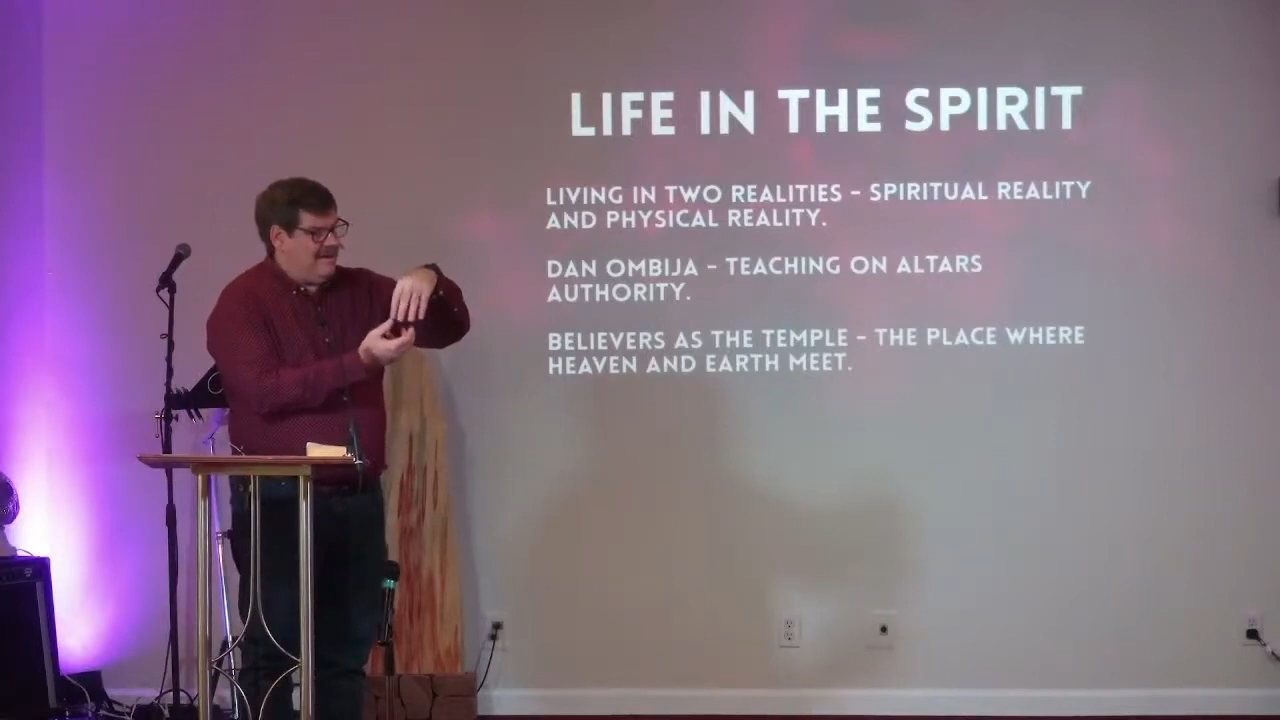 LIFE IN THE SPIRIT
LIVING IN TWO REALITIES - SPIRITUAL REALITY
AND PHYSICAL REALITY.
DAN OMBIJA - TEACHING ON ALTARS
AUTHORITY.
BELIEVERS AS THE TEMPLE - THE PLACE WHERE
HEAVEN AND EARTH MEET.